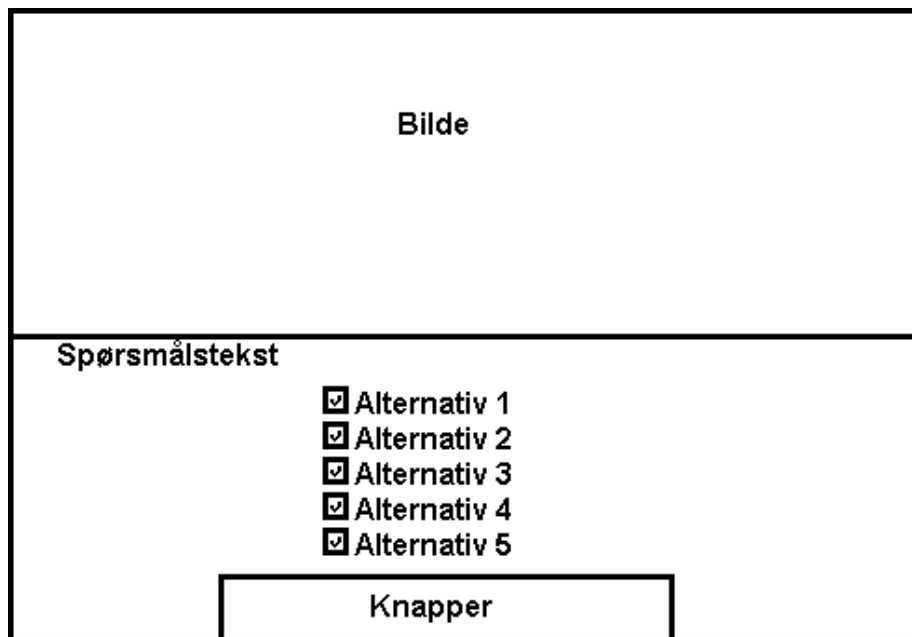 Bilde
Spørsmålstekst
Alternativ 1
Alternativ 2
Alternativ 3
Alternativ 4
Alternativ 5
Knapper